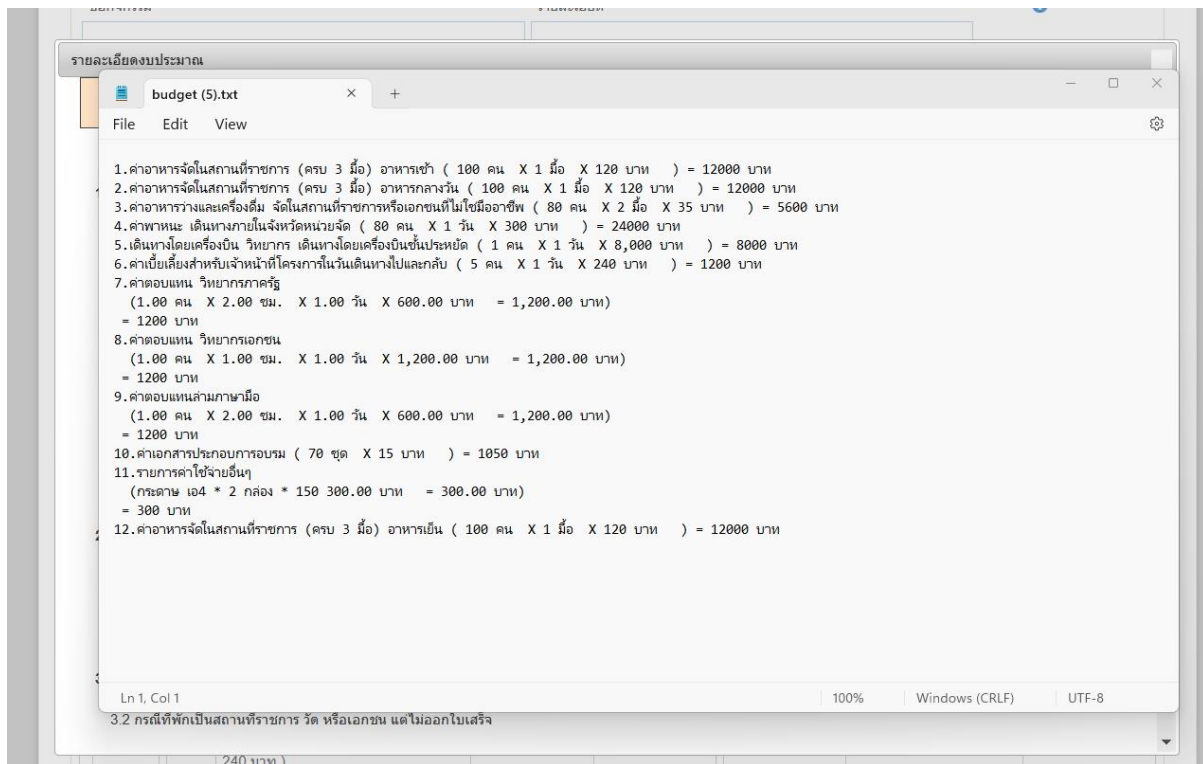 รายละเอียดงบประมาณ
budget (5).txt
File Edit View
1.ค่าอาหารจัดในสถานที่ราชการ (ครบ 3 มื้อ) อาหารเช้า ( 100 คน X 1 มื้อ X 120 บาท ) = 12000 บาท
2.ค่าอาหารจัดในสถานที่ราชการ (ครบ 3 มื้อ) อาหารกลางวัน ( 100 คน X 1 มื้อ X 120 บาท ) = 12000 บาท
3.ค่าอาหารว่างและเครื่องดื่ม จัดในสถานที่ราชการหรือเอกชนที่ไม่ใช่มืออาชีพ ( 80 คน X 2 มื้อ X 35 บาท ) = 5600 บาท
4.ค่าพาหนะ เดินทางภายในจังหวัดหน่วยจัด ( 80 คน X 1 วัน X 300 บาท ) = 24000 บาท
5.เดินทางโดยเครื่องบิน วิทยากร เดินทางโดยเครื่องบินชั้นประหยัด ( 1 คน X 1 วัน X 8,000 บาท ) = 8000 บาท
6.ค่าเบี้ยเลี้ยงสำหรับเจ้าหน้าที่โครงการในวันเดินทางไปและกลับ ( 5 คน X 1 วัน X 240 บาท ) = 1200 บาท
7.ค่าตอบแทน วิทยากรภาครัฐ
(1.00 คน X 2.00 ชม. X 1.00 วัน X 600.00 บาท = 1,200.00 บาท)
= 1200 บาท
8.ค่าตอบแทน วิทยากรเอกชน
(1.00 คน X 1.00 ชม. X 1.00 วัน X 1,200.00 บาท = 1,200.00 บาท)
= 1200 บาท
9.ค่าตอบแทนล่ามภาษามือ
(1.00 คน X 2.00 ชม. X 1.00 วัน X 600.00 บาท = 1,200.00 บาท)
= 1200 บาท
10.ค่าเอกสารประกอบการอบรม ( 70 ชุด X 15 บาท ) = 1050 บาท
11.รายการค่าใช้จ่ายอื่นๆ
(กระดาษ เอ4 * 2 กล่อง * 150 300.00 บาท = 300.00 บาท)
= 300 บาท
12.ค่าอาหารจัดในสถานที่ราชการ (ครบ 3 มื้อ) อาหารเย็น ( 100 คน X 1 มื้อ X 120 บาท ) = 12000 บาท
Ln 1, Col 1 100% Windows (CRLF) UTF-8
3.2 กรณีที่พักเป็นสถานที่ราชการ วัด หรือเอกชน แต่ไม่ออกใบเสร็จ
240 บาท )